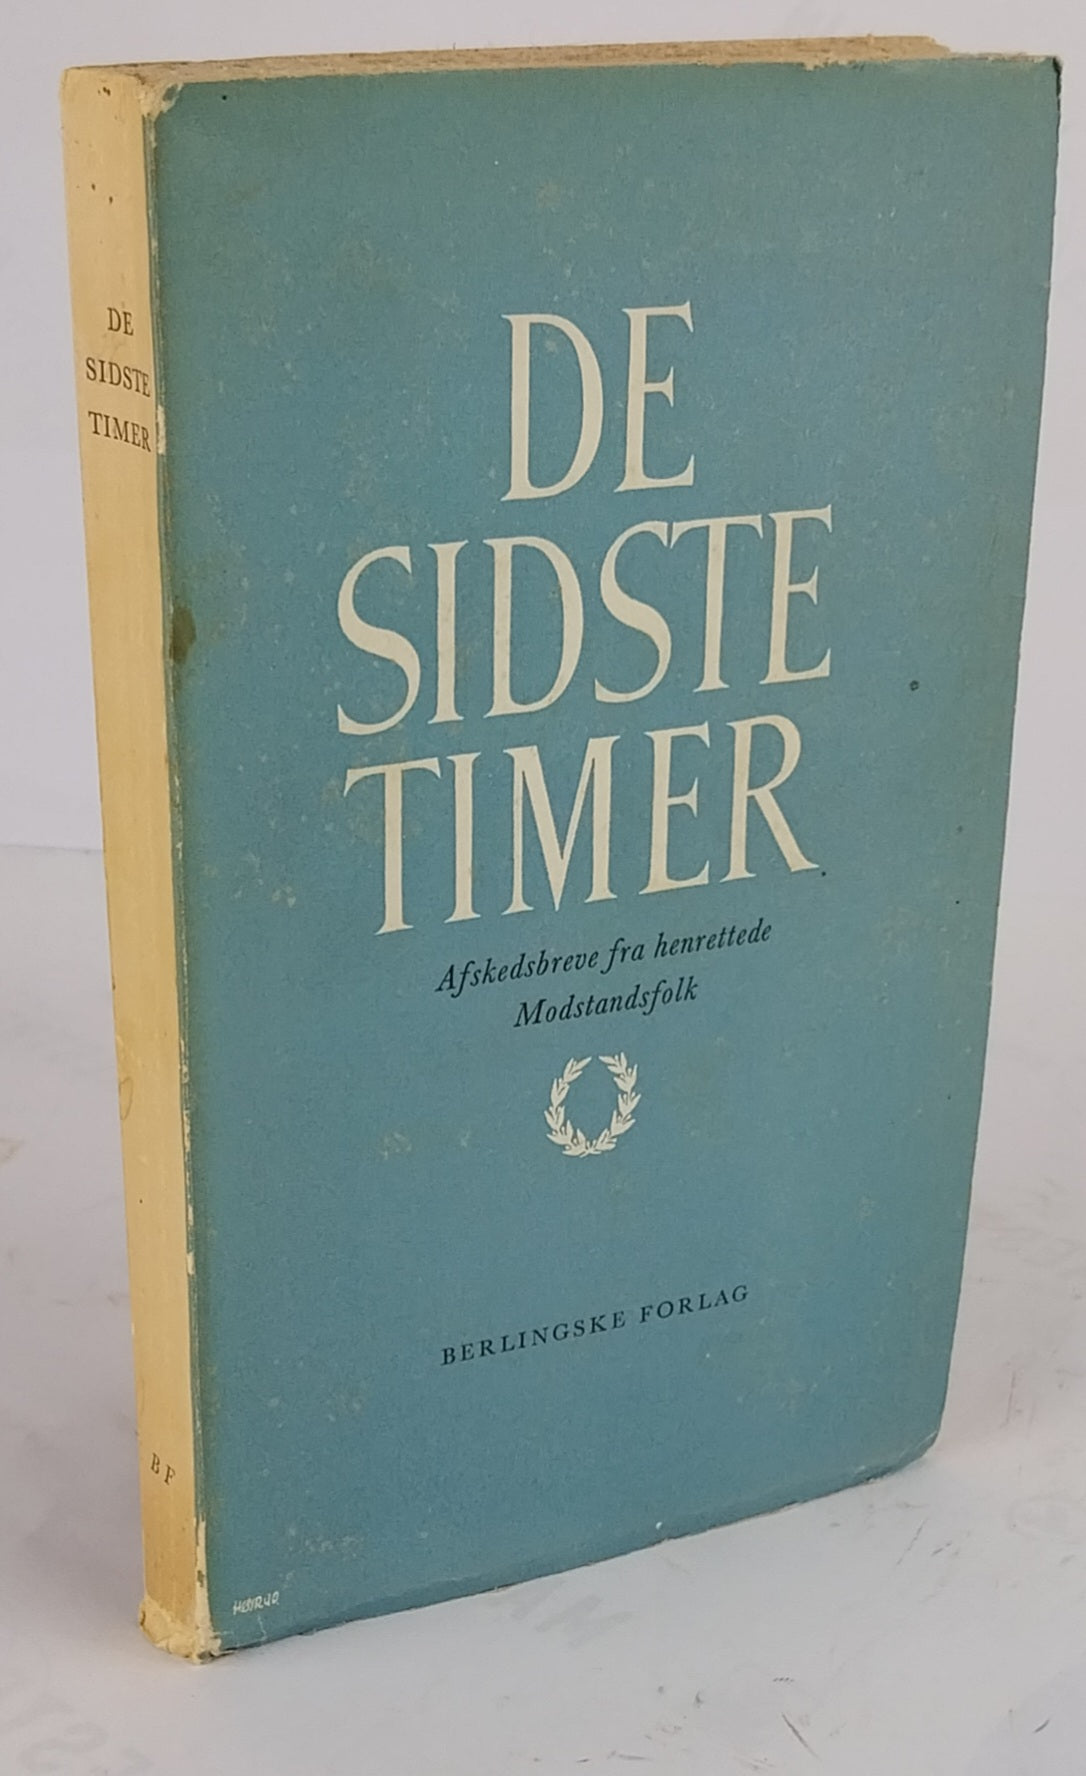 DE
SIDSTE
TIMER
BF
DE
SIDSTE
TIMER
Afskedsbreve fra henrettede
Modstandsfolk
BERLINGSKE FORLAG